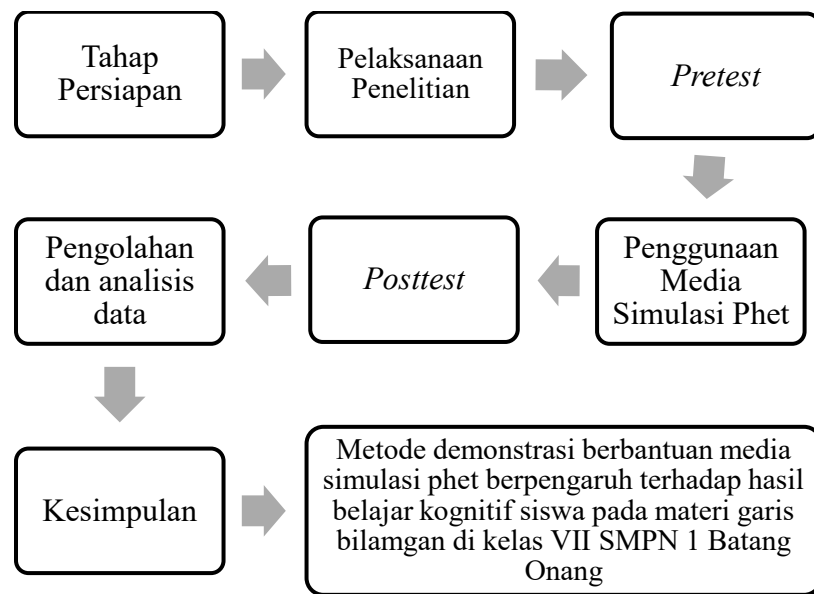 Tahap
Persiapan
Pelaksanaan
Penelitian
Pretest
Penggunaan
Media
Simulasi Phet
Posttest
Pengolahan
dan analisis
data
Kesimpulan
Metode demonstrasi berbantuan media
simulasi phet berpengaruh terhadap hasil
belajar kognitif siswa pada materi garis
bilamgan di kelas VII SMPN 1 Batang
Onang